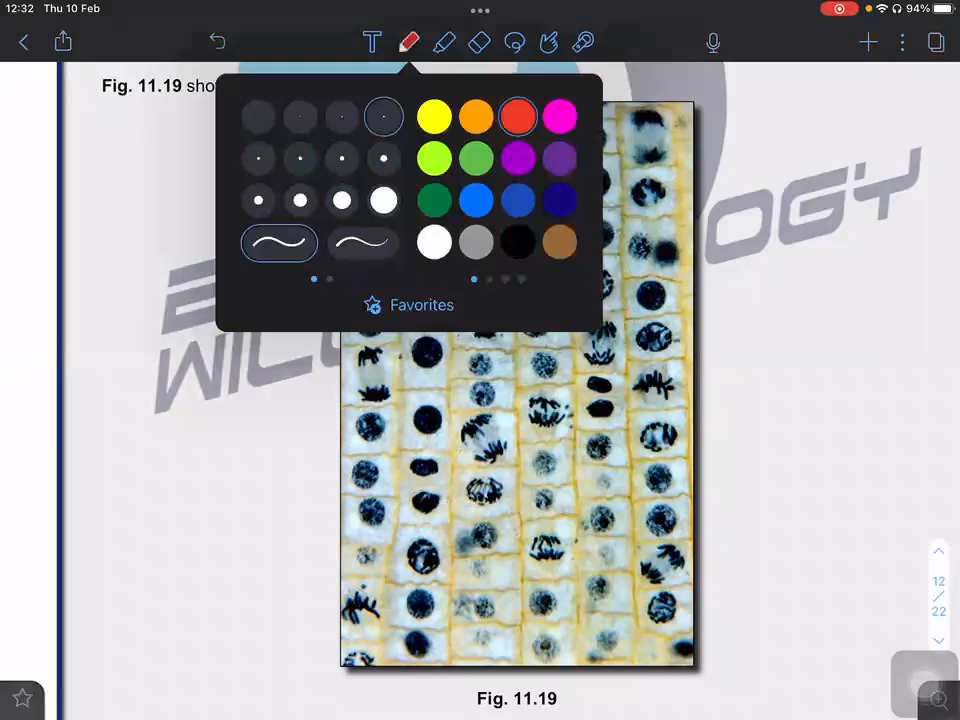 12:32 Thu 10 Feb
94%
T
Fig. 11.19 sho
OGY
Favorites
12
22
Fig. 11.19